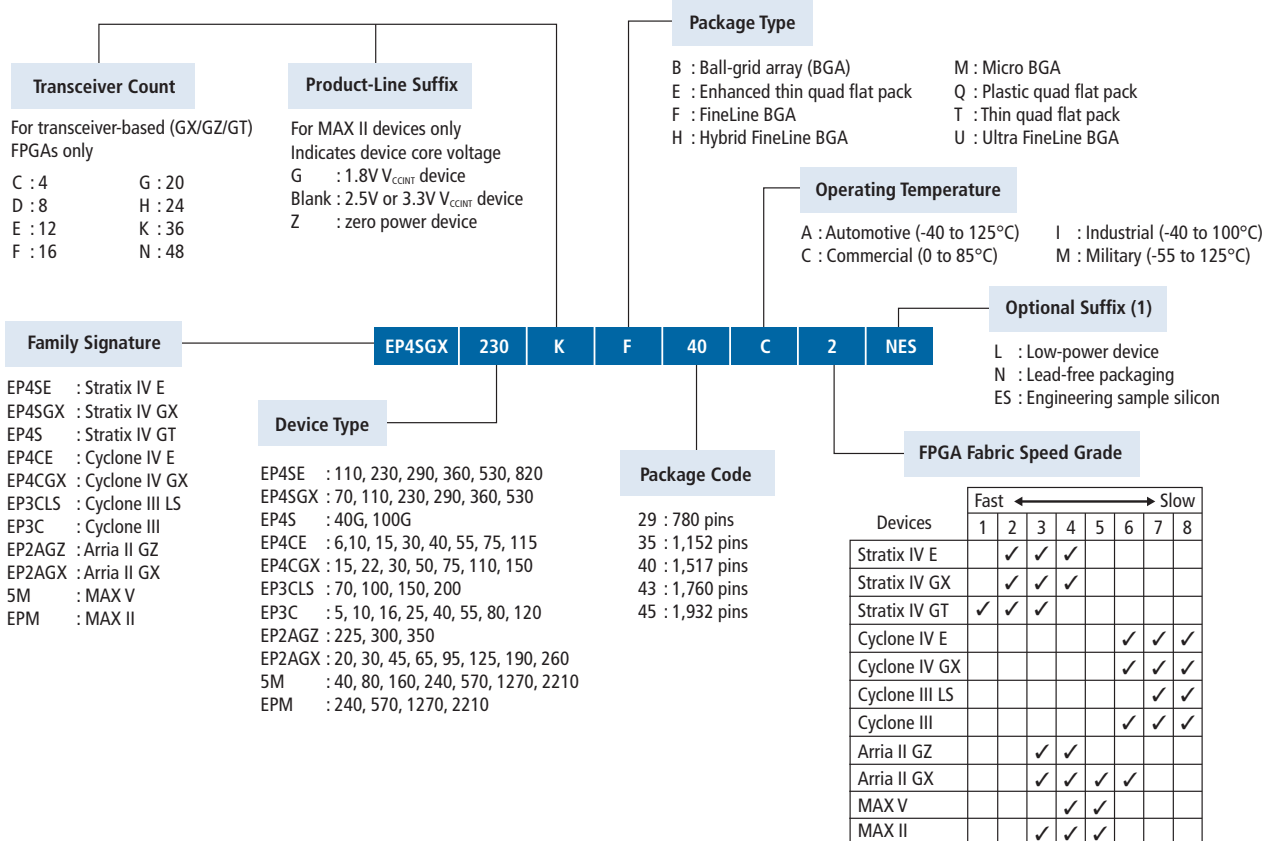 Package Type
B : Ball-grid array (BGA)
E : Enhanced thin quad flat pack
F : FineLine BGA
H : Hybrid FineLine BGA
M : Micro BGA
Q : Plastic quad flat pack
T : Thin quad flat pack
U : Ultra FineLine BGA
Transceiver Count
For transceiver-based (GX/GZ/GT)
FPGAs only
C : 4 G : 20
D : 8 H : 24
E : 12 K : 36
F : 16 N : 48
Product-Line Suffix
For MAX II devices only
Indicates device core voltage
G : 1.8V VCCINT device
Blank : 2.5V or 3.3V VCCINT device
Z : zero power device
Operating Temperature
A : Automotive (-40 to 125°C) I : Industrial (-40 to 100°C)
C : Commercial (0 to 85°C) M : Military (-55 to 125°C)
Optional Suffix (1)
L : Low-power device
N : Lead-free packaging
ES : Engineering sample silicon
EP4SGX 230 K F 40 C 2 NES
Family Signature
EP4SE : Stratix IV E
EP4SGX : Stratix IV GX
EP4S : Stratix IV GT
EP4CE : Cyclone IV E
EP4CGX : Cyclone IV GX
EP3CLS : Cyclone III LS
EP3C : Cyclone III
EP2AGZ : Arria II GZ
EP2AGX : Arria II GX
5M : MAX V
EPM : MAX II
Device Type
EP4SE : 110, 230, 290, 360, 530, 820
EP4SGX : 70, 110, 230, 290, 360, 530
EP4S : 40G, 100G
EP4CE : 6,10, 15, 30, 40, 55, 75, 115
EP4CGX : 15, 22, 30, 50, 75, 110, 150
EP3CLS : 70, 100, 150, 200
EP3C : 5, 10, 16, 25, 40, 55, 80, 120
EP2AGZ : 225, 300, 350
EP2AGX : 20, 30, 45, 65, 95, 125, 190, 260
5M : 40, 80, 160, 240, 570, 1270, 2210
EPM : 240, 570, 1270, 2210
Package Code
29 : 780 pins
35 : 1,152 pins
40 : 1,517 pins
43 : 1,760 pins
45 : 1,932 pins
FPGA Fabric Speed Grade
Fast Slow
Devices 1 2 3 4 5 6 7 8
Stratix IV E ✓ ✓ ✓
Stratix IV GX ✓ ✓ ✓
Stratix IV GT ✓ ✓ ✓
Cyclone IV E ✓ ✓ ✓
Cyclone IV GX ✓ ✓ ✓
Cyclone III LS ✓ ✓
Cyclone III ✓ ✓ ✓
Arria II GZ ✓ ✓
Arria II GX ✓ ✓ ✓ ✓
MAX V ✓ ✓
MAX II ✓ ✓ ✓